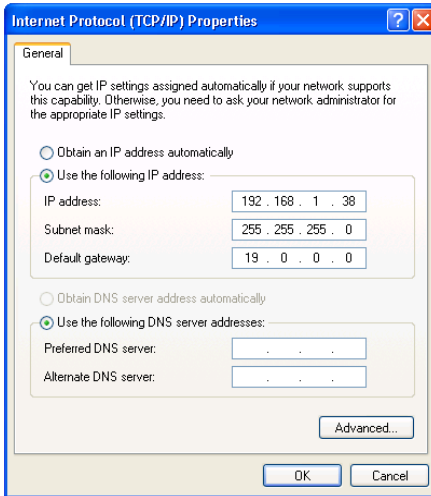 Internet Protocol (TCP/IP) Properties
General
You can get IP settings assigned automatically if your network supports
this capability. Otherwise, you need to ask your network administrator for
the appropriate IP settings.
Obtain an IP address automatically
Use the following IP address:
IP address: 192 . 168 . 1 . 38
Subnet mask: 255 . 255 . 255 . 0
Default gateway: 19 . 0 . 0 . 0
Obtain DNS server address automatically
Use the following DNS server addresses:
Preferred DNS server: . . .
Alternate DNS server: . . .
Advanced...
OK Cancel